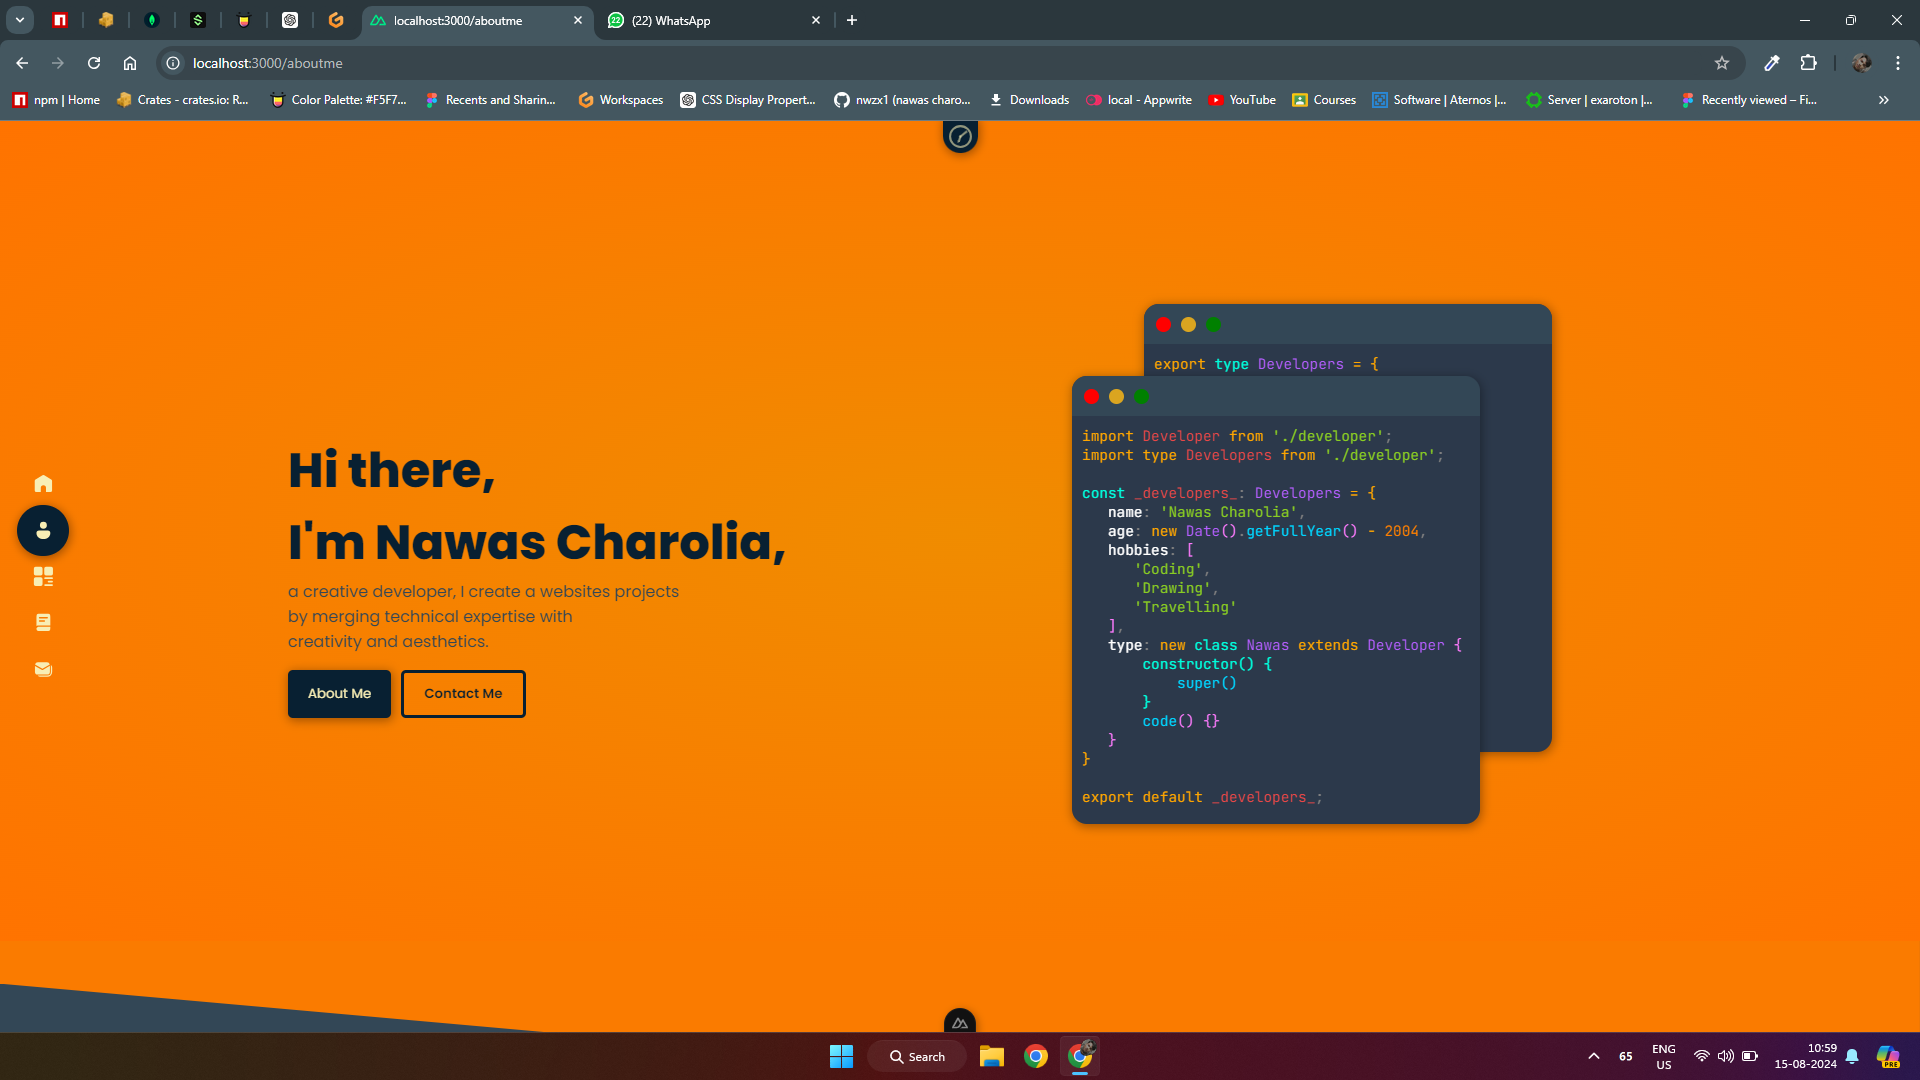 localhost:3000/aboutme
(22) WhatsApp
localhost:3000/aboutme
npm | Home
Crates - crates.io: R...
Color Palette: #F5F7...
Recents and Sharin...
Workspaces
CSS Display Propert...
nwzx1 (nawas charo...
Downloads
local - Appwrite
YouTube
Courses
Software | Aternos |...
Server | exaroton |...
Recently viewed – Fi...
Hi there,
I'm Nawas Charolia,
a creative developer, I create a websites projects
by merging technical expertise with
creativity and aesthetics.
About Me
Contact Me
export type Developers = {
import Developer from './developer';
import type Developers from './developer';
const _developers_: Developers = {
name: 'Nawas Charolia',
age: new Date().getFullYear() - 2004,
hobbies: [
'Coding',
'Drawing',
'Travelling'
],
type: new class Nawas extends Developer {
constructor() {
super()
}
code() {}
}
}
export default _developers_;
Search
65
ENG
US
10:59
15-08-2024
PRE